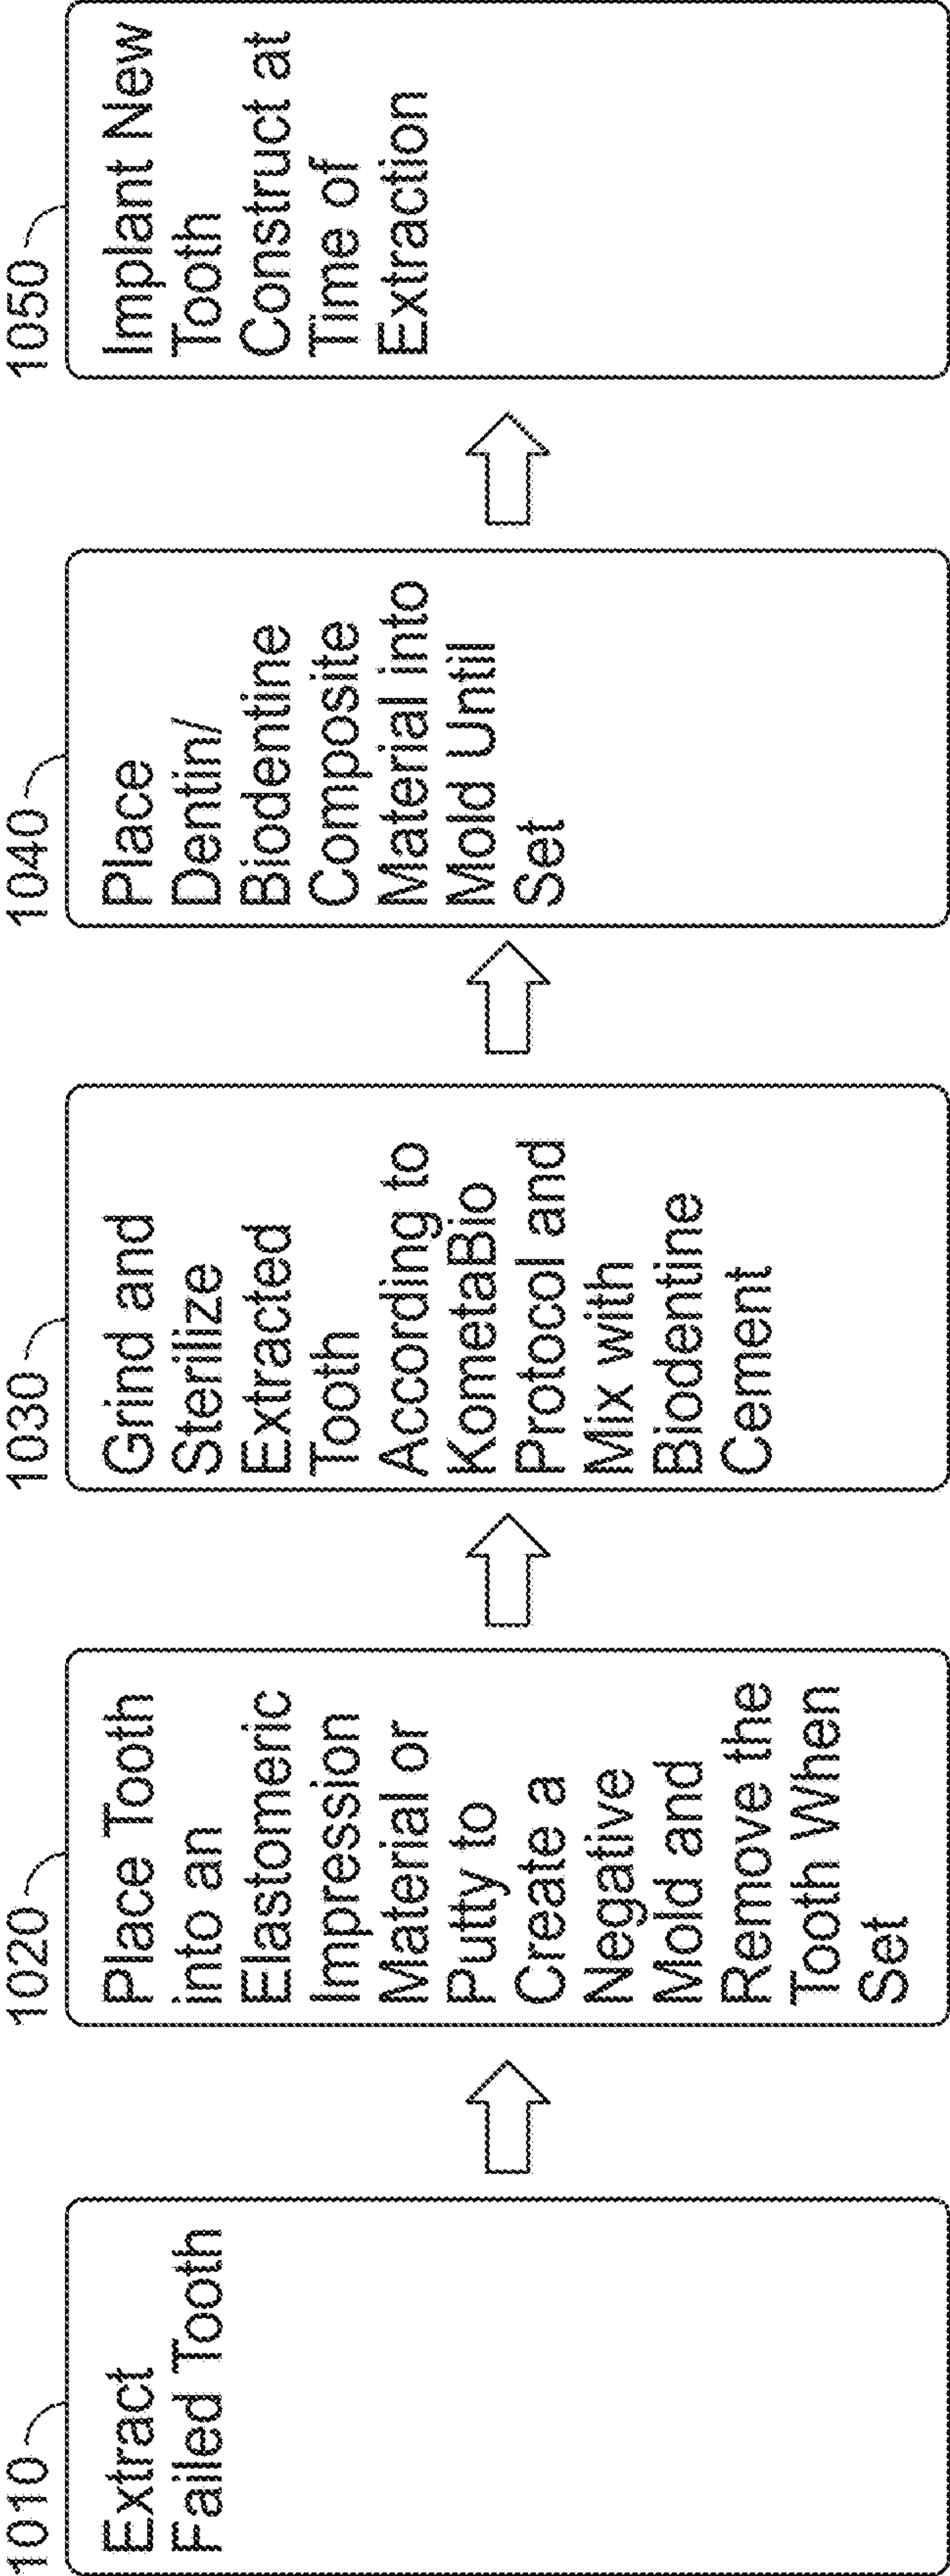 1010
Extract
Failed Tooth
1020
Place Tooth
into an
Elastomeric
Impression
Material or
Putty to
Create a
Negative
Mold and
Remove the
Tooth When
Set
1030
Grind and
Sterilize
Extracted
Tooth
According to
KometaBio
Protocol and
Mix with
Biodentine
Cement
1040
Place
Dentin/
Biodentine
Composite
Material into
Mold Until
Set
1050
Implant New
Tooth
Construct at
Time of
Extraction